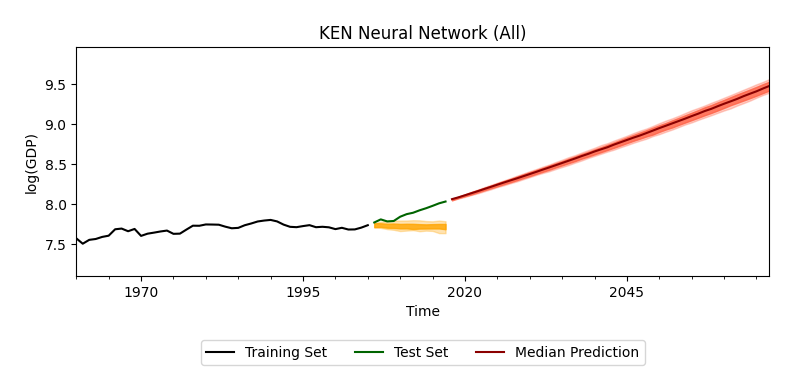 KEN Neural Network (All)
log(GDP)
9.5
9.0
8.5
8.0
7.5
1970 1995 2020 2045
Time
Training Set Test Set Median Prediction